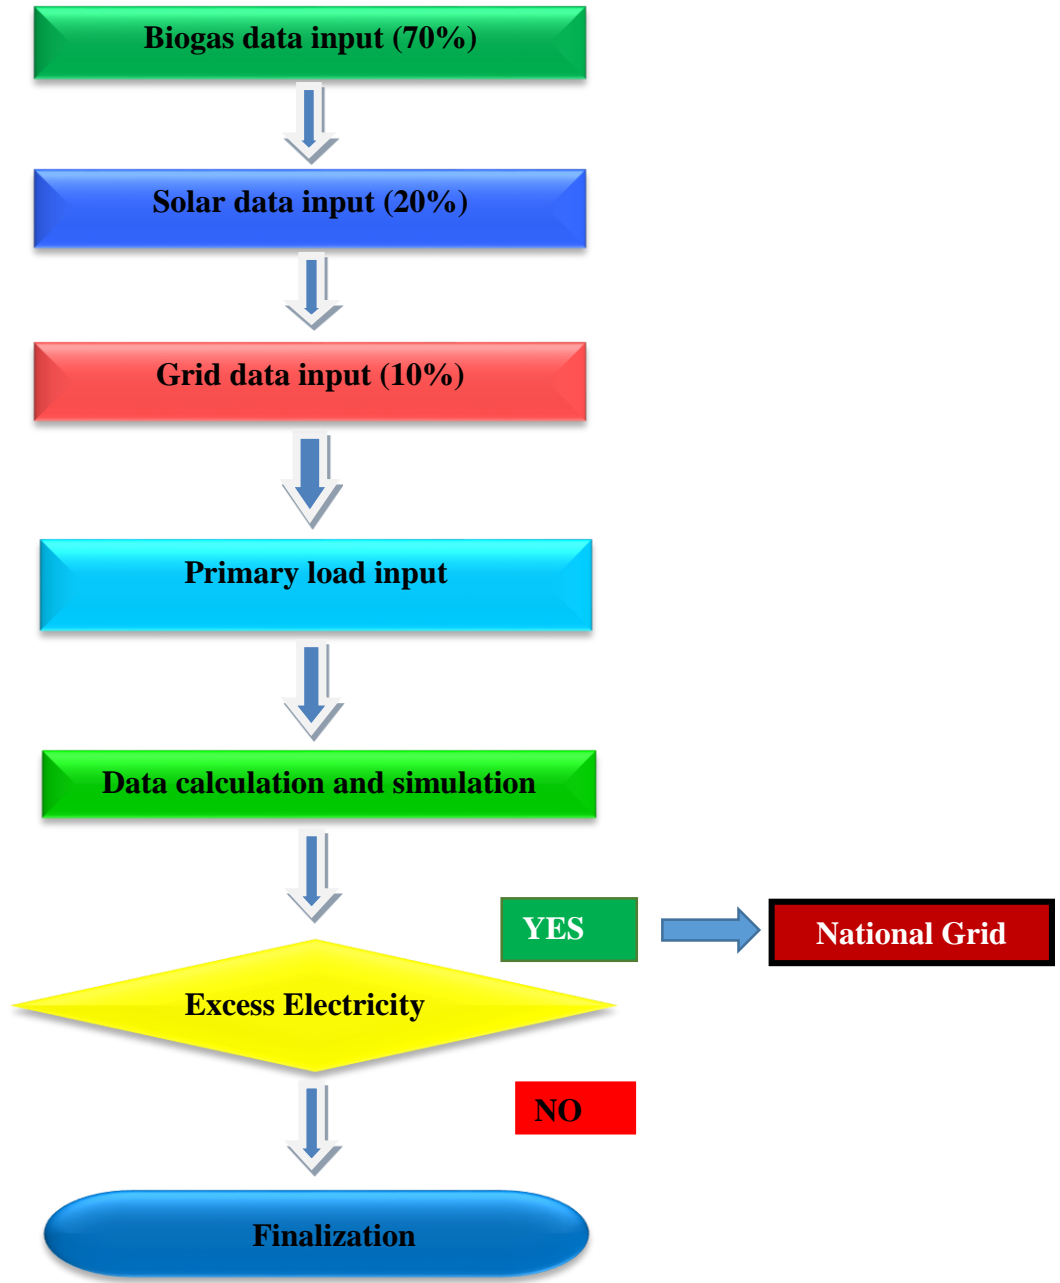 Biogas data input (70%)
Solar data input (20%)
Grid data input (10%)
Primary load input
Data calculation and simulation
YES
National Grid
Excess Electricity
NO
Finalization